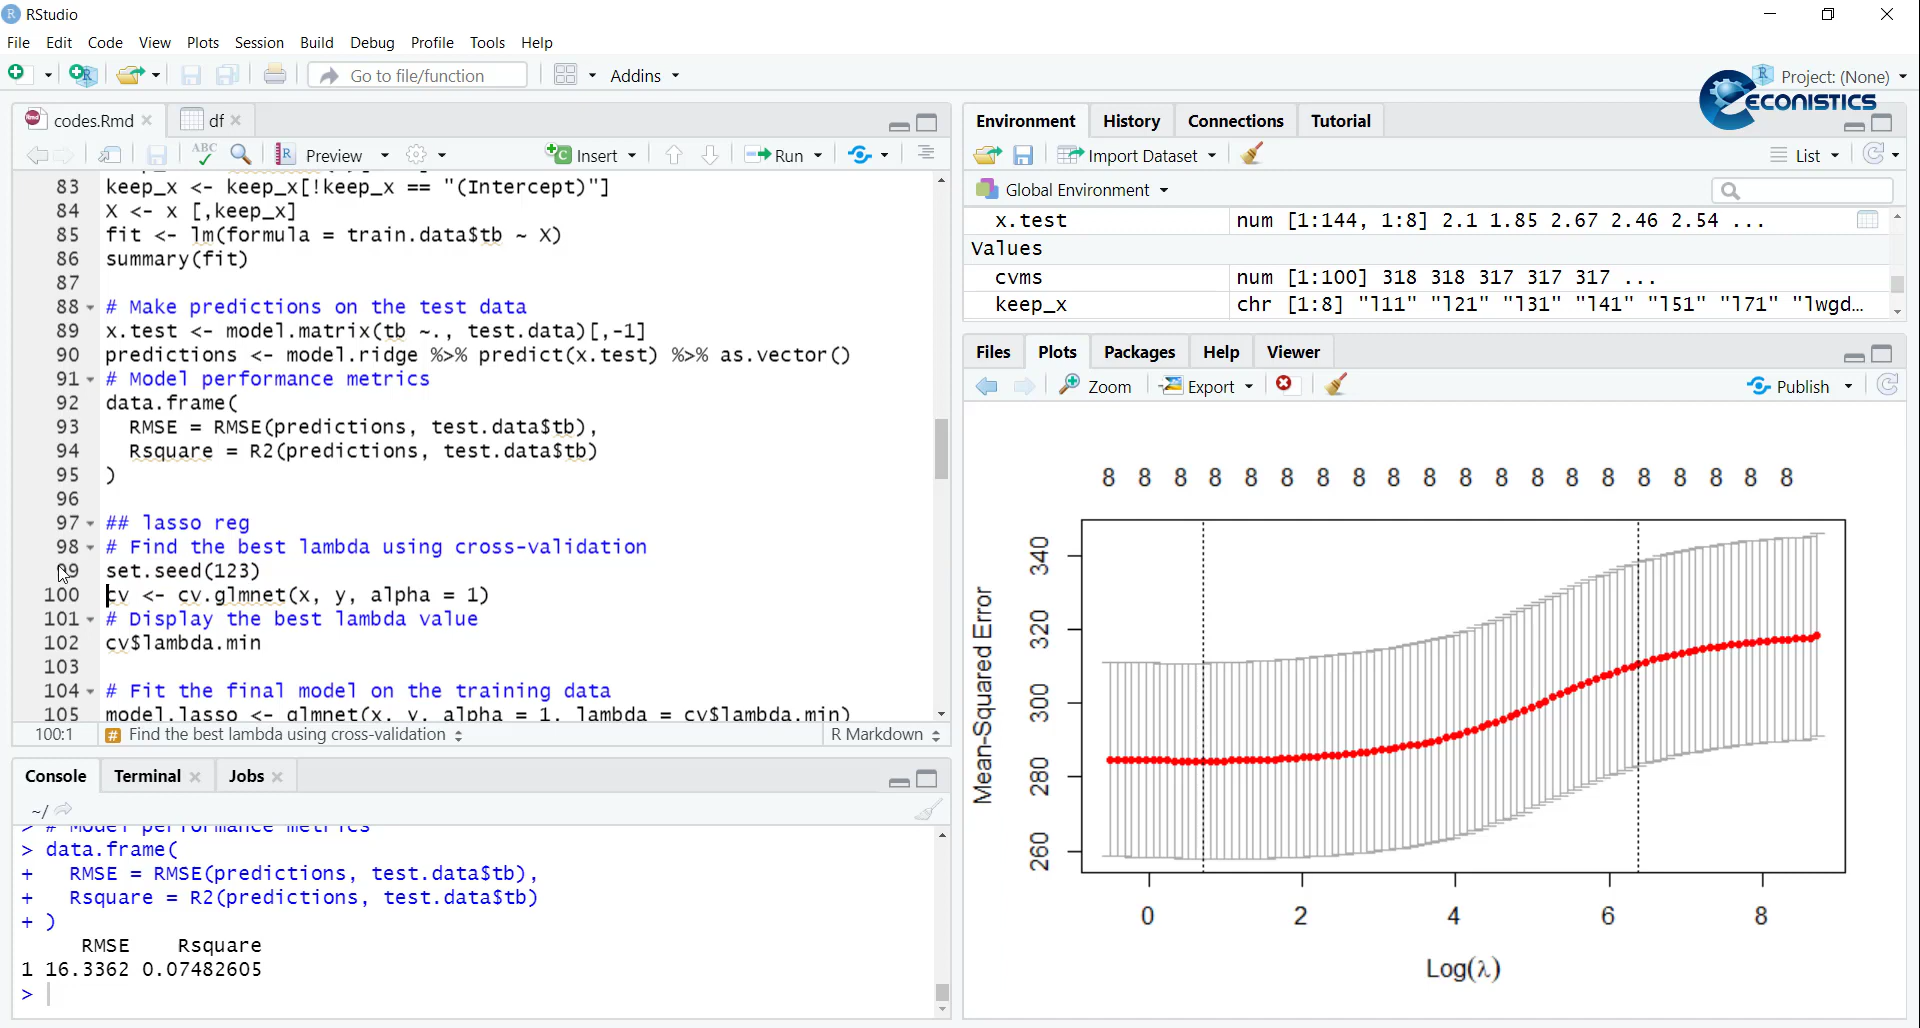 RStudio
File Edit Code View Plots Session Build Debug Profile Tools Help
Go to file/function Addins Project: (None)
ECONISTICS
codes.Rmd df
ABC Preview Insert Run
83 keep_x <- keep_x[!keep_x == "(Intercept)"]
84 X <- x [,keep_x]
85 fit <- lm(formula = train.data$tb ~ X)
86 summary(fit)
87
88 # Make predictions on the test data
89 x.test <- model.matrix(tb ~., test.data)[,-1]
90 predictions <- model.ridge %>% predict(x.test) %>% as.vector()
91 # Model performance metrics
92 data.frame(
93 RMSE = RMSE(predictions, test.data$tb),
94 Rsquare = R2(predictions, test.data$tb)
95 )
96
97 ## lasso reg
98 # Find the best lambda using cross-validation
99 set.seed(123)
100 cv <- cv.glmnet(x, y, alpha = 1)
101 # Display the best lambda value
102 cv$lambda.min
103
104 # Fit the final model on the training data
105 model.lasso <- glmnet(x, y, alpha = 1, lambda = cv$lambda.min)
100:1 # Find the best lambda using cross-validation R Markdown
Console Terminal Jobs
~/
> # Model performance metrics
> data.frame(
+ RMSE = RMSE(predictions, test.data$tb),
+ Rsquare = R2(predictions, test.data$tb)
+ )
RMSE Rsquare
1 16.3362 0.07482605
>
Environment History Connections Tutorial
Import Dataset List
Global Environment
x.test num [1:144, 1:8] 2.1 1.85 2.67 2.46 2.54 ...
Values
cvms num [1:100] 318 318 317 317 317 ...
keep_x chr [1:8] "l11" "l21" "l31" "l41" "l51" "l71" "lwgd…
Files Plots Packages Help Viewer
Zoom Export Publish
8 8 8 8 8 8 8 8 8 8 8 8 8 8 8 8 8 8 8 8
Mean-Squared Error
340
320
300
280
260
0 2 4 6 8
Log(λ)